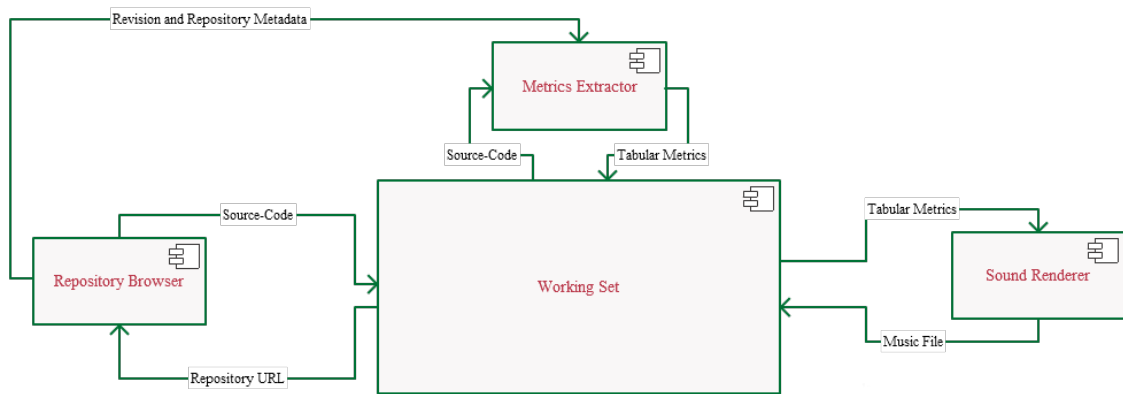 Revision and Repository Metadata
Metrics Extractor
Source-Code
Tabular Metrics
Source-Code
Tabular Metrics
Repository Browser
Working Set
Sound Renderer
Music File
Repository URL